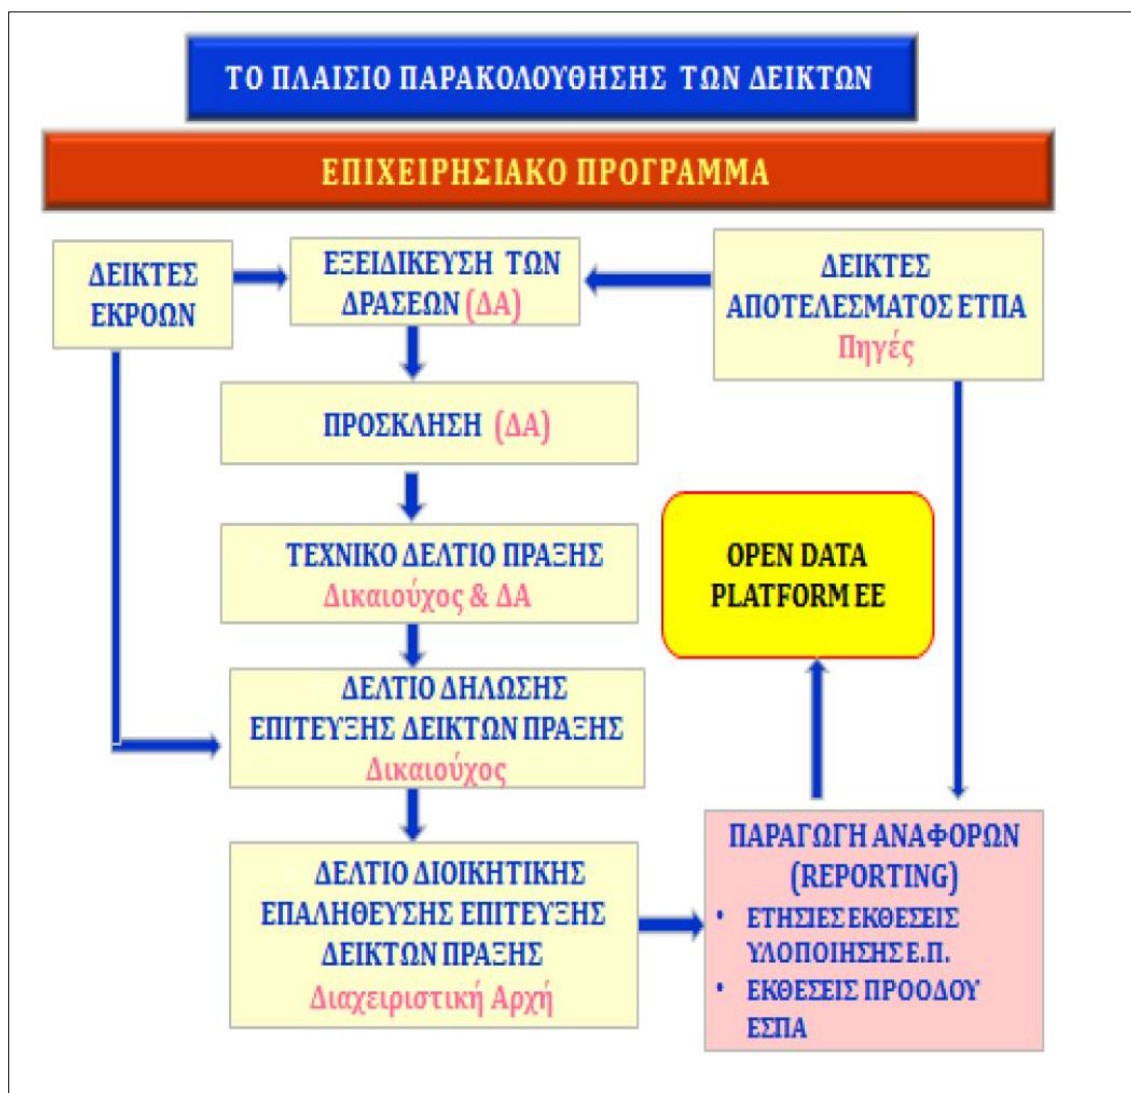 ΤΟ ΠΛΑΙΣΙΟ ΠΑΡΑΚΟΛΟΥΘΗΣΗΣ ΤΩΝ ΔΕΙΚΤΩΝ
ΕΠΙΧΕΙΡΗΣΙΑΚΟ ΠΡΟΓΡΑΜΜΑ
ΔΕΙΚΤΕΣ
ΕΚΡΟΩΝ
ΕΞΕΙΔΙΚΕΥΣΗ ΤΩΝ
ΔΡΑΣΕΩΝ (ΔΑ)
ΔΕΙΚΤΕΣ
ΑΠΟΤΕΛΕΣΜΑΤΟΣ ΕΤΠΑ
Πηγές
ΠΡΟΣΚΛΗΣΗ (ΔΑ)
ΤΕΧΝΙΚΟ ΔΕΛΤΙΟ ΠΡΑΞΗΣ
Δικαιούχος & ΔΑ
OPEN DATA
PLATFORM EE
ΔΕΛΤΙΟ ΔΗΛΩΣΗΣ
ΕΠΙΤΕΥΞΗΣ ΔΕΙΚΤΩΝ ΠΡΑΞΗΣ
Δικαιούχος
ΔΕΛΤΙΟ ΔΙΟΙΚΗΤΙΚΗΣ
ΕΠΑΛΗΘΕΥΣΗΣ ΕΠΙΤΕΥΞΗΣ
ΔΕΙΚΤΩΝ ΠΡΑΞΗΣ
Διαχειριστική Αρχή
ΠΑΡΑΓΩΓΗ ΑΝΑΦΟΡΩΝ
(REPORTING)
• ΕΤΗΣΙΕΣ ΕΚΘΕΣΕΙΣ
ΥΛΟΠΟΙΗΣΗΣ Ε.Π.
• ΕΚΘΕΣΕΙΣ ΠΡΟΟΔΟΥ
ΕΣΠΑ